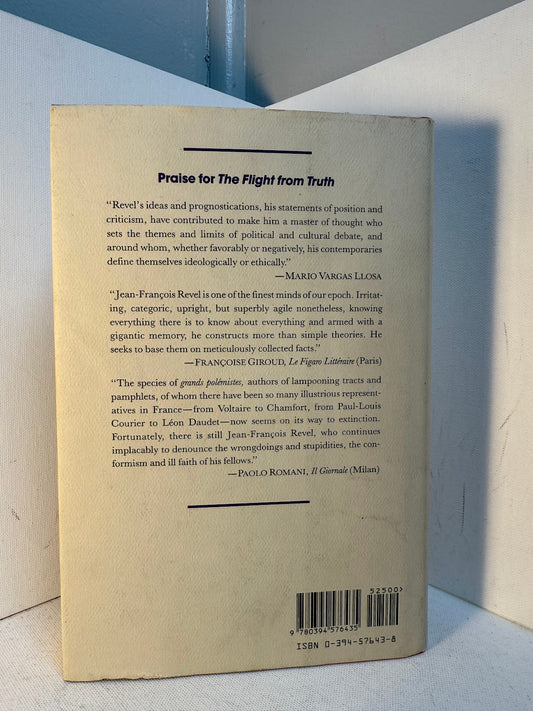 Praise for The Flight from Truth
“Revel’s ideas and prognostications, his statements of position and
criticism, have contributed to make him a master of thought who
sets the themes and limits of political and cultural debate, and
around whom, whether favorably or negatively, his contemporaries
define themselves ideologically or ethically.”
—MARIO VARGAS LLOSA
“Jean-François Revel is one of the finest minds of our epoch. Irritat-
ing, categoric, upright, but superbly agile nonetheless, knowing
everything there is to know about everything and armed with a
gigantic memory, he constructs more than simple theories. He
seeks to base them on meticulously collected facts.”
—FRANÇOISE GIROUD, Le Figaro Littéraire (Paris)
“The species of grands polémistes, authors of lampooning tracts and
pamphlets, of whom there have been so many illustrious represent-
atives in France—from Voltaire to Chamfort, from Paul-Louis
Courier to Léon Daudet—now seems on its way to extinction.
Fortunately, there is still Jean-François Revel, who continues
implacably to denounce the wrongdoings and stupidities, the con-
formism and ill faith of his fellows.”
—PAOLO ROMANI, Il Giornale (Milan)
52500>
9 780394 576435
ISBN 0-394-57643-8